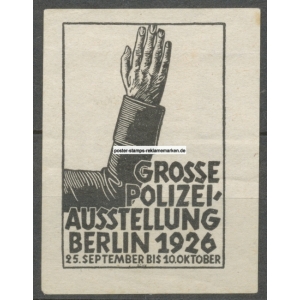 poster-stamps-reklamemarken.de
GROSSE
POLIZEI-
AUSSTELLUNG
BERLIN 1926
25. SEPTEMBER BIS 10. OKTOBER